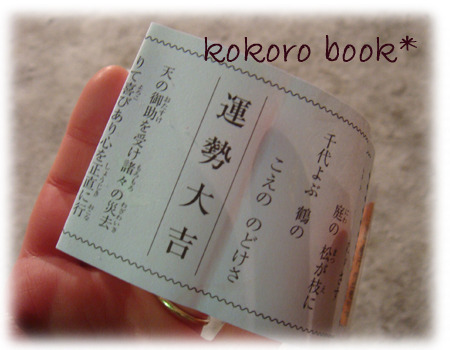 kokoro book*
庭の 松が枝に
千代よぶ 鶴の
こえの のどけさ
運勢大吉
天の御助を受け諸々の災去
りて喜びあり心を正直に行